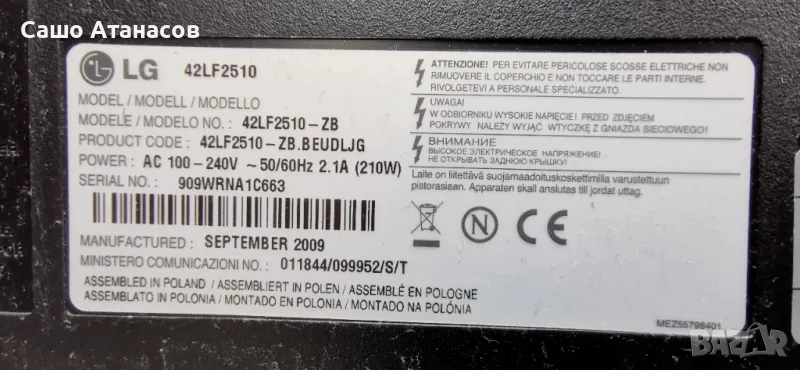 Сашо Атанасов
LG 42LF2510
MODEL / MODELL / MODELLO
MODELE / MODELO NO. : 42LF2510-ZB
PRODUCT CODE : 42LF2510-ZB.BEUDLJG
POWER : AC 100-240V ~50/60Hz 2.1A (210W)
SERIAL NO. : 909WRNA1C663
MANUFACTURED : SEPTEMBER 2009
MINISTERO COMUNICAZIONI NO. : 011844/099952/S/T
ASSEMBLED IN POLAND / ASSEMBLIERT IN POLEN / ASSEMBLÉ EN POLOGNE
ASSEMBLATO IN POLONIA / MONTADO EN POLONIA / MONTADO NA POLÓNIA
ATTENZIONE! PER EVITARE PERICOLOSE SCOSSE ELETTRICHE NON
RIMUOVERE IL COPERCHIO E NON TOCCARE LE PARTI INTERNE.
RIVOLGETEVI A PERSONALE SPECIALIZZATO.
UWAGA!
W ODBIORNIKU WYSOKIE NAPIĘCIE! PRZED ZDJĘCIEM
POKRYWY NALEŻY WYJĄĆ WTYCZKĘ Z GNIAZDA SIECIOWEGO!
ВНИМАНИЕ
ВЫСОКОЕ ЭЛЕКТРИЧЕСКОЕ НАПРЯЖЕНИЕ!
НЕ ОТКРЫВАТЬ ЗАДНЮЮ КРЫШКУ!
Laite on liitettävä suojamaadoituskoskettimilla varustettuun
pistorasiaan. Apparaten skall anslutas till jordat uttag.
N CE
MEZ55798401
bazar